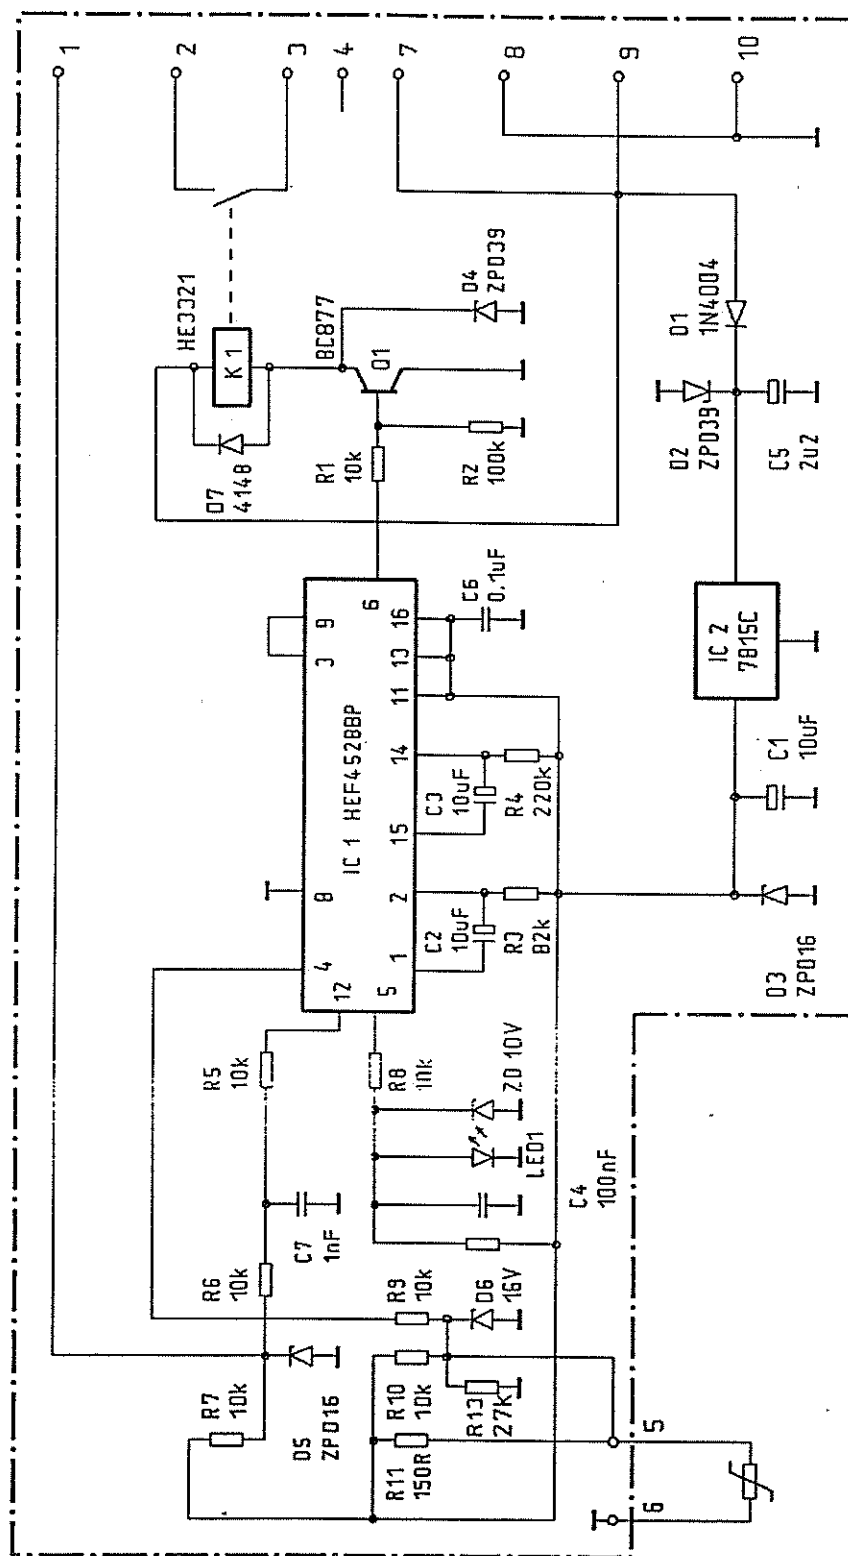 1
2
3
4
7
8
9
10
HE3321
K1
D7
4148
BC877
Q1
D4
ZPD39
R1
10k
R2
100k
D1
1N4004
D2
ZPD39
C5
2u2
IC1 HEF4528BP
3
9
6
16
13
11
14
15
2
1
8
4
12
5
C6
0.1uF
C3
10uF
R4
220k
C2
10uF
R3
82k
IC 2
7815C
C1
10uF
D3
ZPD16
R5
10k
R8
10k
ZD 10V
LED1
C4
100nF
C7
1nF
R6
10k
R9
10k
D6
16V
R7
10k
D5
ZPD16
R10
10k
R13
27K
R11
150R
5
6